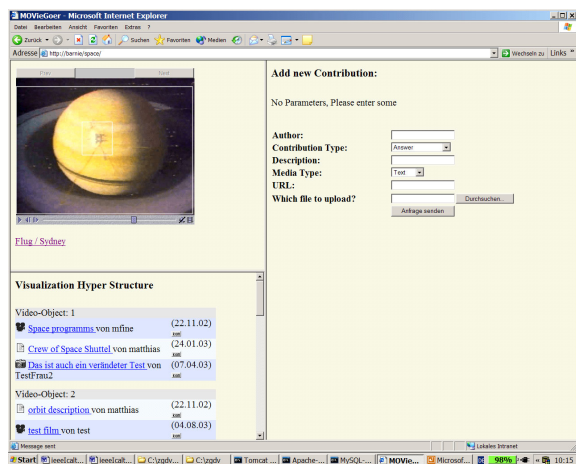 MOVieGoer - Microsoft Internet Explorer
Datei Bearbeiten Ansicht Favoriten Extras ?
Zurück Suchen Favoriten Medien
Adresse http://barnie/space/ Wechseln zu Links »
Prev Next
Flug / Sydney
Visualization Hyper Structure
Video-Object: 1
Space programms von mfine (22.11.02)
Crew of Space Shuttel von matthias (24.01.03)
Das ist auch ein verändeter Test von (07.04.03)
TestFrau2
Video-Object: 2
orbit description von matthias (22.11.02)
test film von test (04.08.03)
Add new Contribution:
No Parameters, Please enter some
Author:
Contribution Type: Answer
Description:
Media Type: Text
URL:
Which file to upload? Durchsuchen...
Anfrage senden
Message sent Lokales Intranet
Start ieeeIcalt... ieeeIcalt... C:\zgdv... C:\zgdv Tomcat Apache-... MySQL-... MOVie... Microsof... 98% 10:15